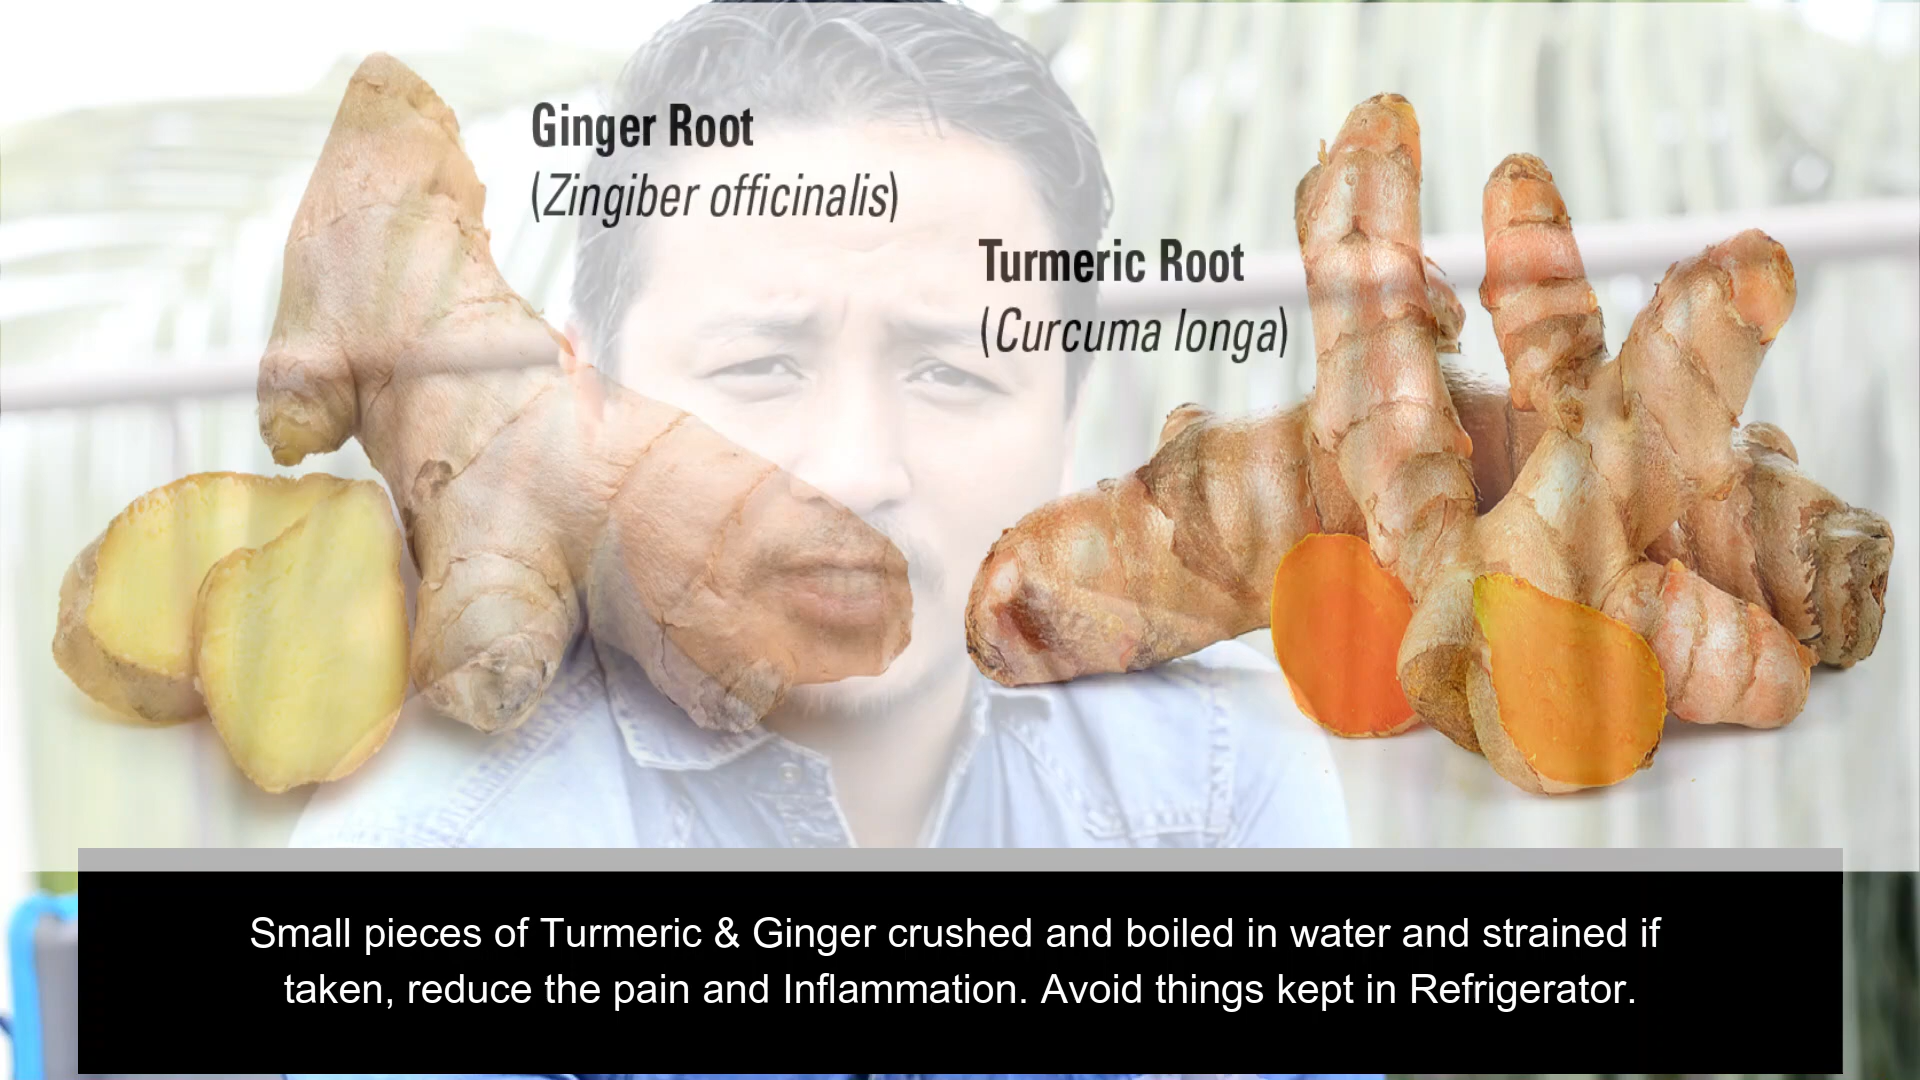 Ginger Root
(Zingiber officinalis)
Turmeric Root
(Curcuma longa)
Small pieces of Turmeric & Ginger crushed and boiled in water and strained if
taken, reduce the pain and Inflammation. Avoid things kept in Refrigerator.